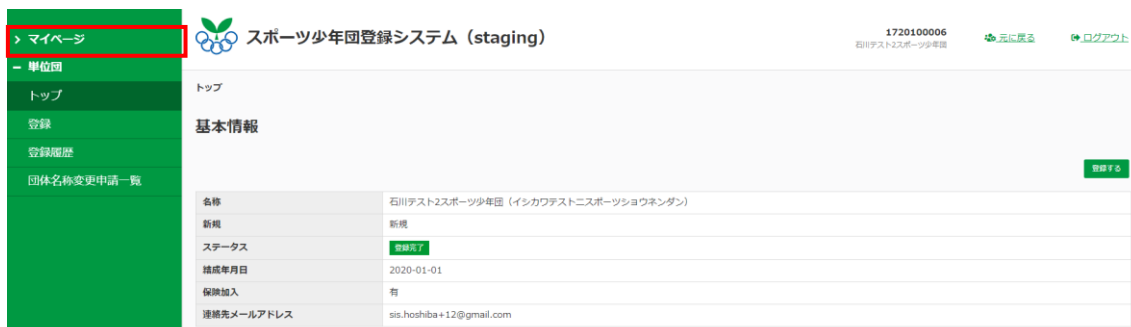 > マイページ
スポーツ少年団登録システム（staging）
1720100006
石川テスト2スポーツ少年団
元に戻る
ログアウト
− 単位団
トップ
登録
登録履歴
団体名称変更申請一覧
トップ
基本情報
登録する
名称 石川テスト2スポーツ少年団（イシカワテストニスポーツショウネンダン）
新規 新規
ステータス 登録完了
結成年月日 2020-01-01
保険加入 有
連絡先メールアドレス sis.hoshiba+12@gmail.com